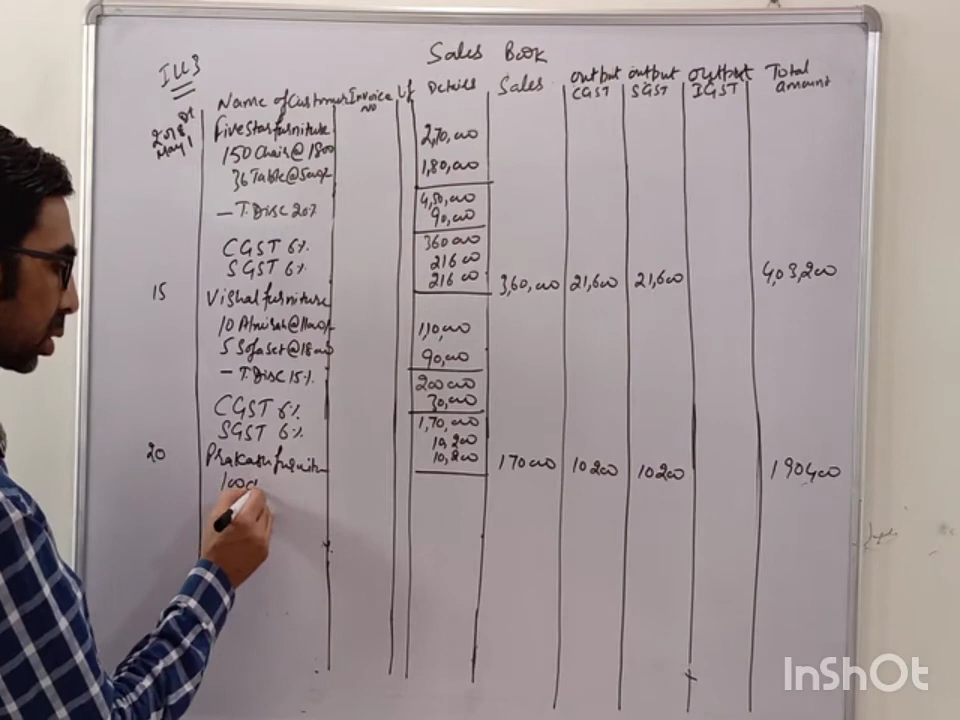 Sales Book
Ill 3
Dt Name of Customer Invoice No L.f Details Sales output CGST output SGST output IGST Total amount
2018 May 1 Five Star furniture 2,70,000
150 Chair @ 1800 1,80,000
36 Table @ 5000/-
4,50,000
- T. Disc 20% 90,000
360000
CGST 6% 21600
SGST 6% 21600 3,60,000 21,600 21,600 4,03,200
15 Vishal furniture
10 Almirah @ 11000/- 1,10,000
5 Sofa set @ 18000 90,000
- T. Disc 15% 200000
30,000
CGST 6% 1,70,000
SGST 6% 10,200
20 Prakash furniture 10,200 170000 10200 10200 190400
100
InShOt